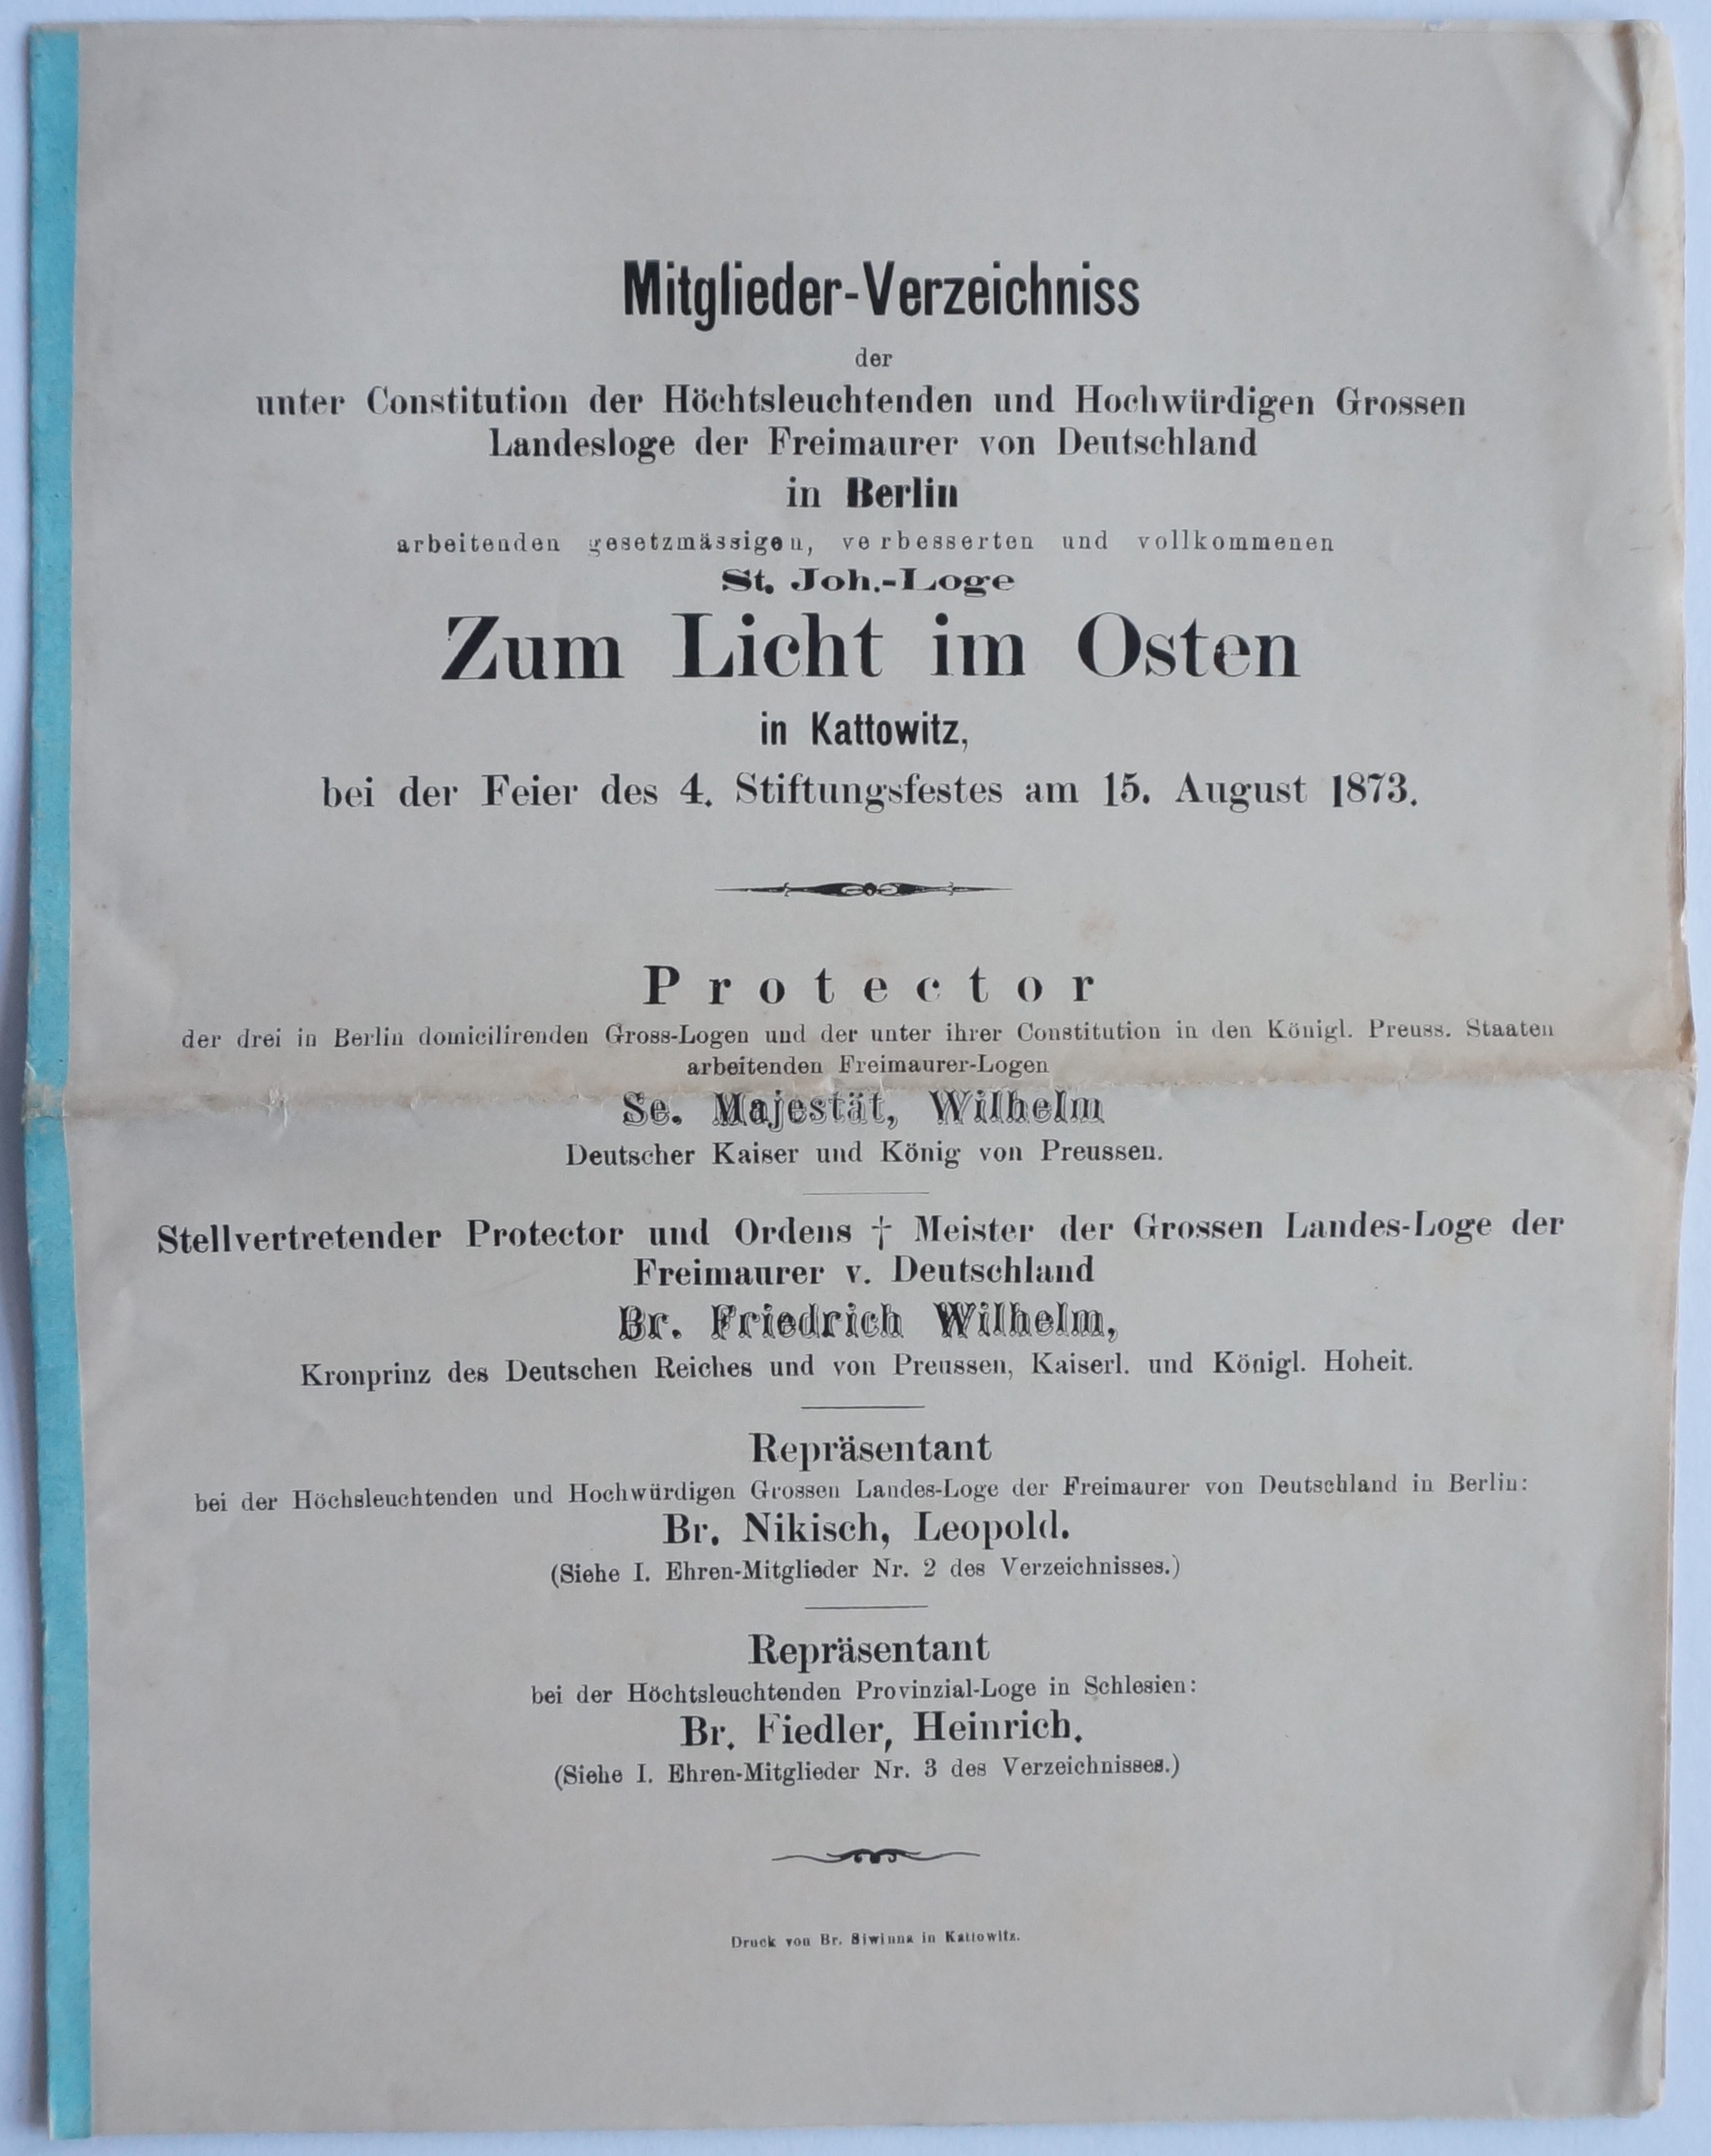 Mitglieder-Verzeichniss
der
unter Constitution der Höchtsleuchtenden und Hochwürdigen Grossen
Landesloge der Freimaurer von Deutschland
in Berlin
arbeitenden gesetzmässigen, verbesserten und vollkommenen
St. Joh.-Loge
Zum Licht im Osten
in Kattowitz,
bei der Feier des 4. Stiftungsfestes am 15. August 1873.
Protector
der drei in Berlin domicilirenden Gross-Logen und der unter ihrer Constitution in den Königl. Preuss. Staaten
arbeitenden Freimaurer-Logen
Se. Majestät, Wilhelm
Deutscher Kaiser und König von Preussen.
Stellvertretender Protector und Ordens † Meister der Grossen Landes-Loge der
Freimaurer v. Deutschland
Br. Friedrich Wilhelm,
Kronprinz des Deutschen Reiches und von Preussen, Kaiserl. und Königl. Hoheit.
Repräsentant
bei der Höchsleuchtenden und Hochwürdigen Grossen Landes-Loge der Freimaurer von Deutschland in Berlin:
Br. Nikisch, Leopold.
(Siehe I. Ehren-Mitglieder Nr. 2 des Verzeichnisses.)
Repräsentant
bei der Höchtsleuchtenden Provinzial-Loge in Schlesien:
Br. Fiedler, Heinrich.
(Siehe I. Ehren-Mitglieder Nr. 3 des Verzeichnisses.)
Druck von Br. Siwinna in Kattowitz.